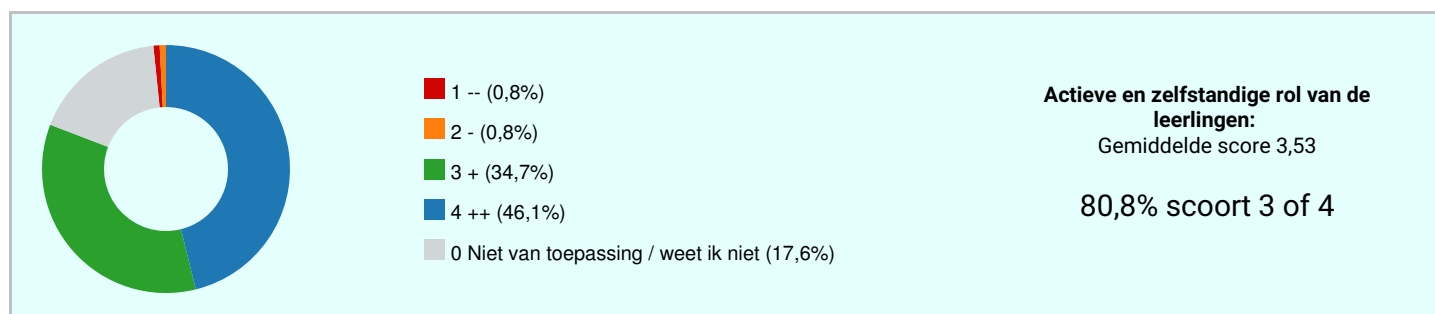 1 -- (0,8%)
2 - (0,8%)
3 + (34,7%)
4 ++ (46,1%)
0 Niet van toepassing / weet ik niet (17,6%)
Actieve en zelfstandige rol van de
leerlingen:
Gemiddelde score 3,53
80,8% scoort 3 of 4